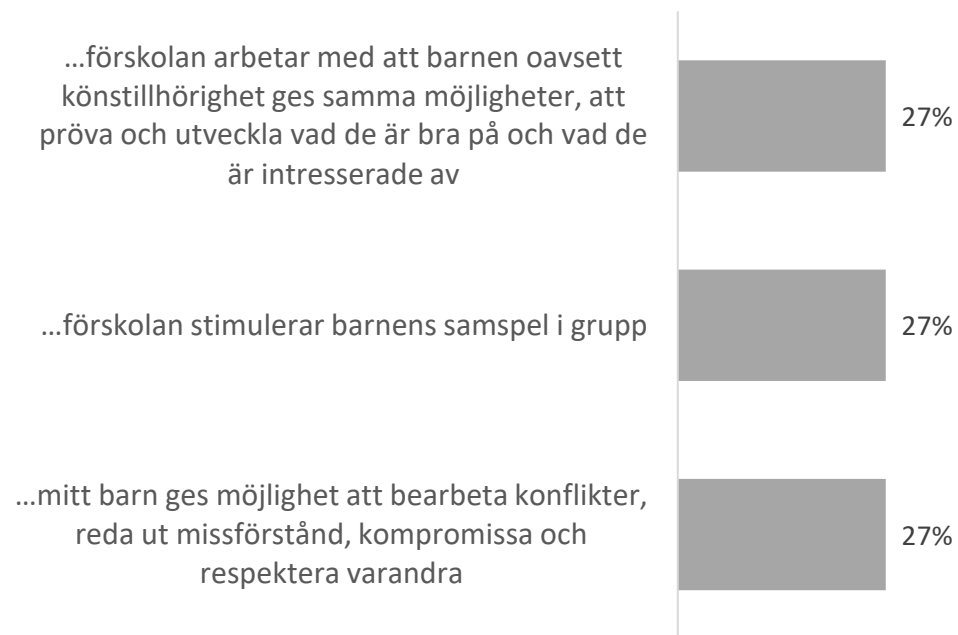 …förskolan arbetar med att barnen oavsett
könstillhörighet ges samma möjligheter, att
pröva och utveckla vad de är bra på och vad de
är intresserade av
27%
…förskolan stimulerar barnens samspel i grupp
27%
…mitt barn ges möjlighet att bearbeta konflikter,
reda ut missförstånd, kompromissa och
respektera varandra
27%